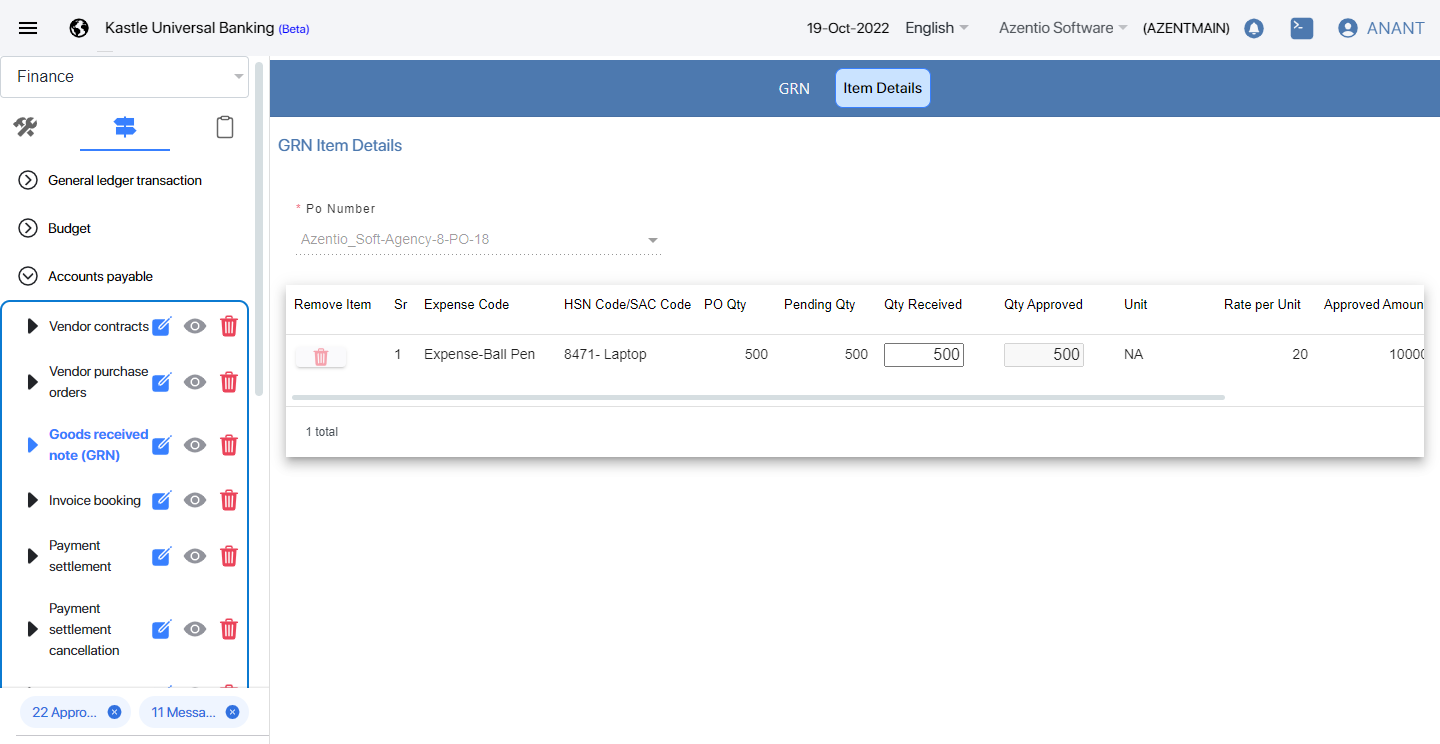 Kastle Universal Banking (Beta)
19-Oct-2022
English
Azentio Software
(AZENTMAIN)
ANANT
Finance
General ledger transaction
Budget
Accounts payable
Vendor contracts
Vendor purchase
orders
Goods received
note (GRN)
Invoice booking
Payment
settlement
Payment
settlement
cancellation
22 Appro...
11 Messa...
GRN
Item Details
GRN Item Details
* Po Number
Azentio_Soft-Agency-8-PO-18
Remove Item Sr Expense Code HSN Code/SAC Code PO Qty Pending Qty Qty Received Qty Approved Unit Rate per Unit Approved Amoun
1 Expense-Ball Pen 8471- Laptop 500 500 500 500 NA 20 10000
1 total